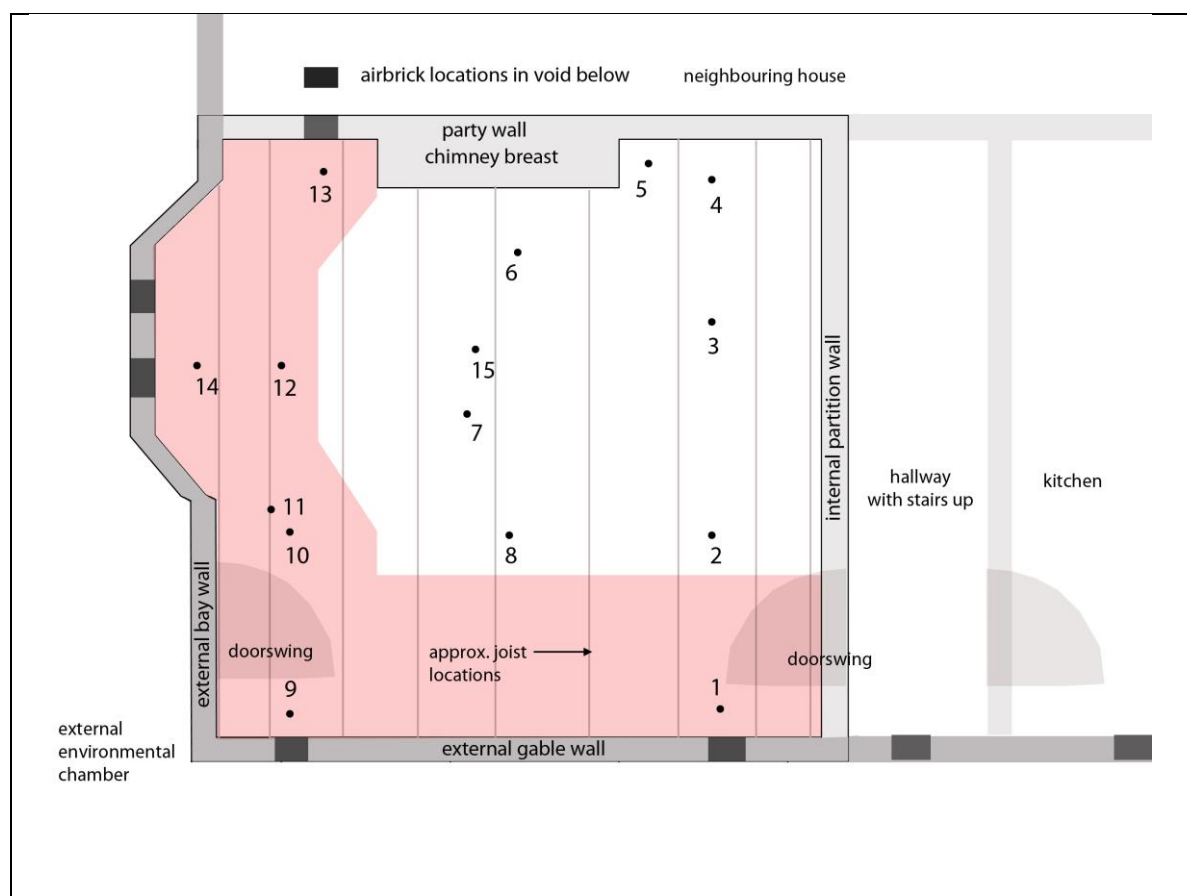 airbrick locations in void below
neighbouring house
party wall
chimney breast
13
5
4
6
3
14
12
15
7
internal partition wall
hallway
with stairs up
kitchen
11
10
8
2
external bay wall
doorswing
approx. joist
locations
doorswing
9
1
external
environmental
chamber
external gable wall